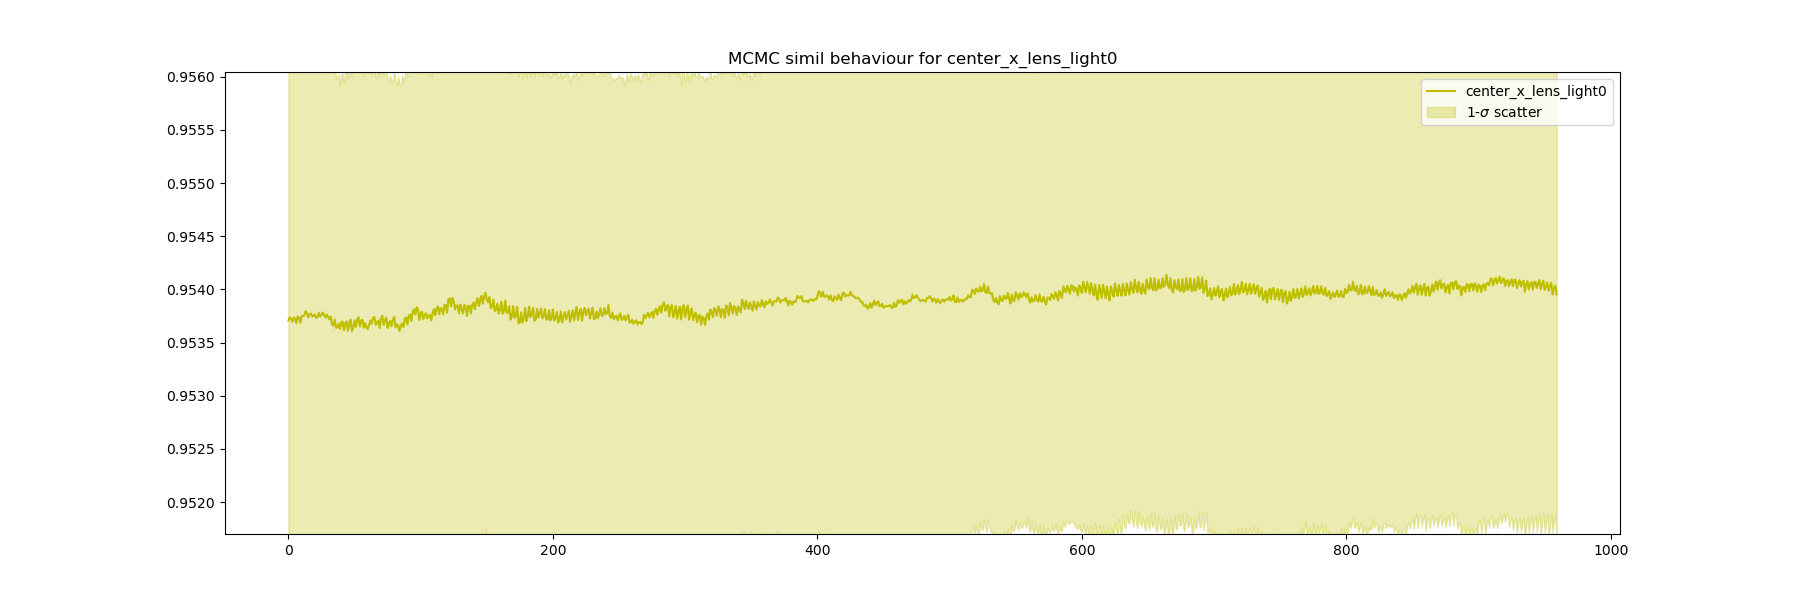 MCMC simil behaviour for center_x_lens_light0
0.9560
0.9555
0.9550
0.9545
0.9540
0.9535
0.9530
0.9525
0.9520
center_x_lens_light0
1-σ scatter
0 200 400 600 800 1000